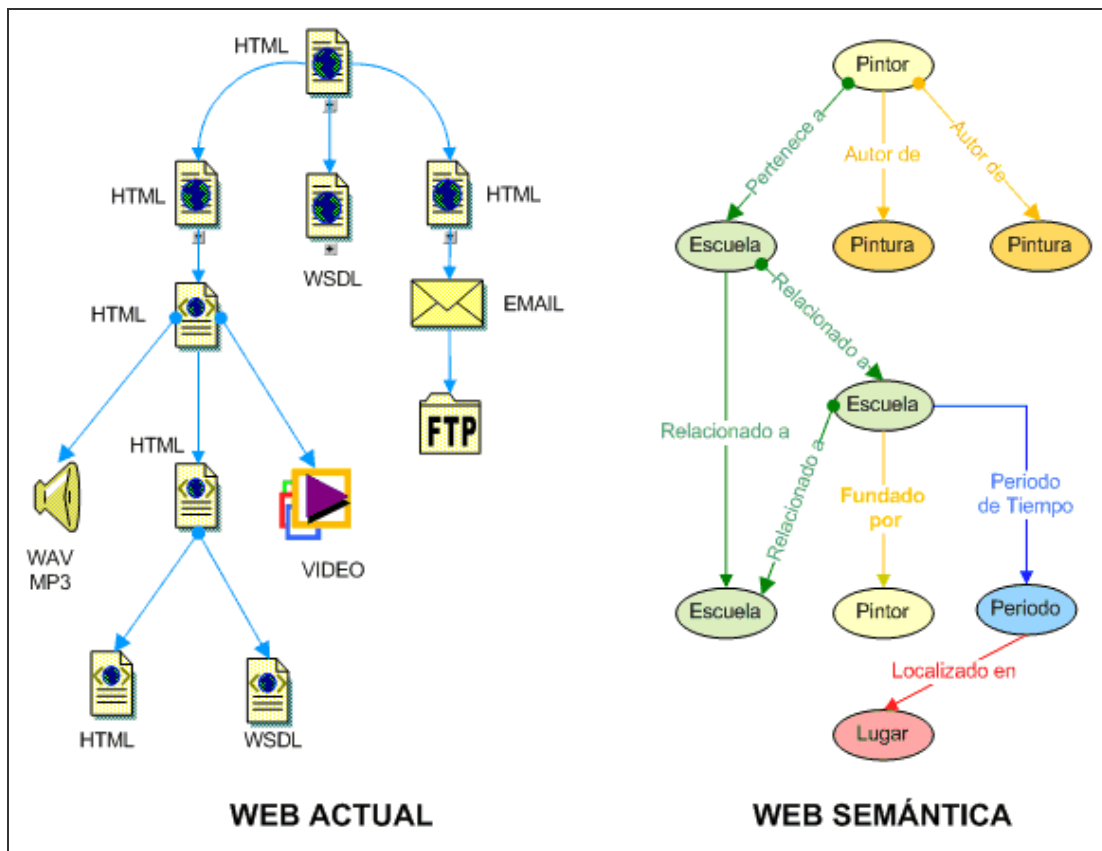 HTML
HTML
WSDL
HTML
HTML
EMAIL
FTP
HTML
WAV
MP3
VIDEO
HTML
WSDL
WEB ACTUAL
Pintor
Pertenece a
Autor de
Autor de
Escuela
Pintura
Pintura
Relacionado a
Escuela
Relacionado a
Relacionado a
Fundado
por
Periodo
de Tiempo
Escuela
Pintor
Periodo
Localizado en
Lugar
WEB SEMÁNTICA